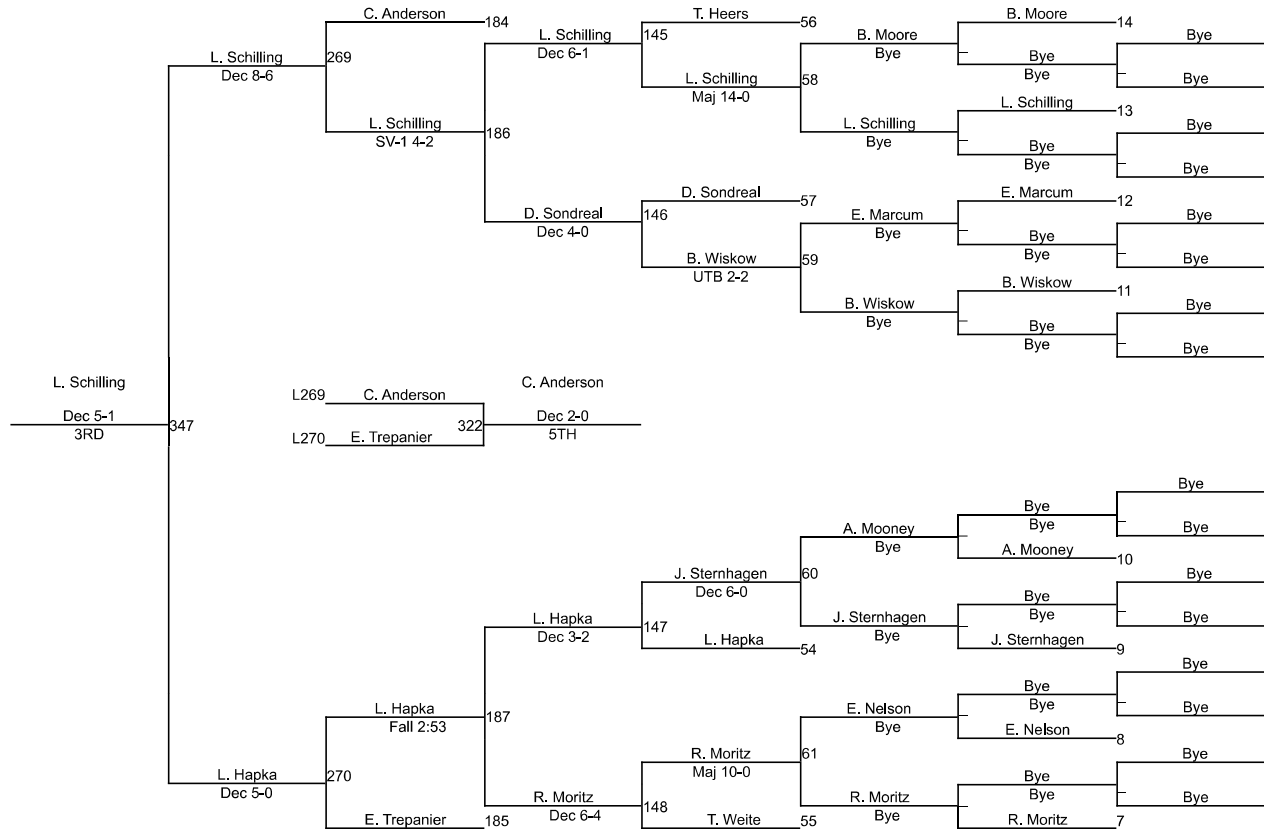 C. Anderson
184
T. Heers
56
B. Moore
14
Bye
L. Schilling
Dec 6-1
145
B. Moore
Bye
Bye
Bye
Bye
L. Schilling
Dec 8-6
269
L. Schilling
Maj 14-0
58
L. Schilling
13
Bye
L. Schilling
SV-1 4-2
186
L. Schilling
Bye
Bye
Bye
Bye
D. Sondreal
57
E. Marcum
12
D. Sondreal
Dec 4-0
146
E. Marcum
Bye
Bye
Bye
Bye
Bye
B. Wiskow
UTB 2-2
59
B. Wiskow
11
B. Wiskow
Bye
Bye
Bye
Bye
Bye
L. Schilling
Dec 5-1
3RD
347
L269
C. Anderson
L270
E. Trepanier
322
C. Anderson
Dec 2-0
5TH
Bye
A. Mooney
Bye
Bye
Bye
Bye
A. Mooney
10
J. Sternhagen
Dec 6-0
60
Bye
L. Hapka
Dec 3-2
147
J. Sternhagen
Bye
Bye
Bye
Bye
L. Hapka
54
J. Sternhagen
9
Bye
L. Hapka
Fall 2:53
187
E. Nelson
Bye
Bye
Bye
Bye
E. Nelson
8
L. Hapka
Dec 5-0
270
R. Moritz
Maj 10-0
61
Bye
R. Moritz
Dec 6-4
148
R. Moritz
Bye
Bye
Bye
Bye
E. Trepanier
185
T. Weite
55
R. Moritz
7